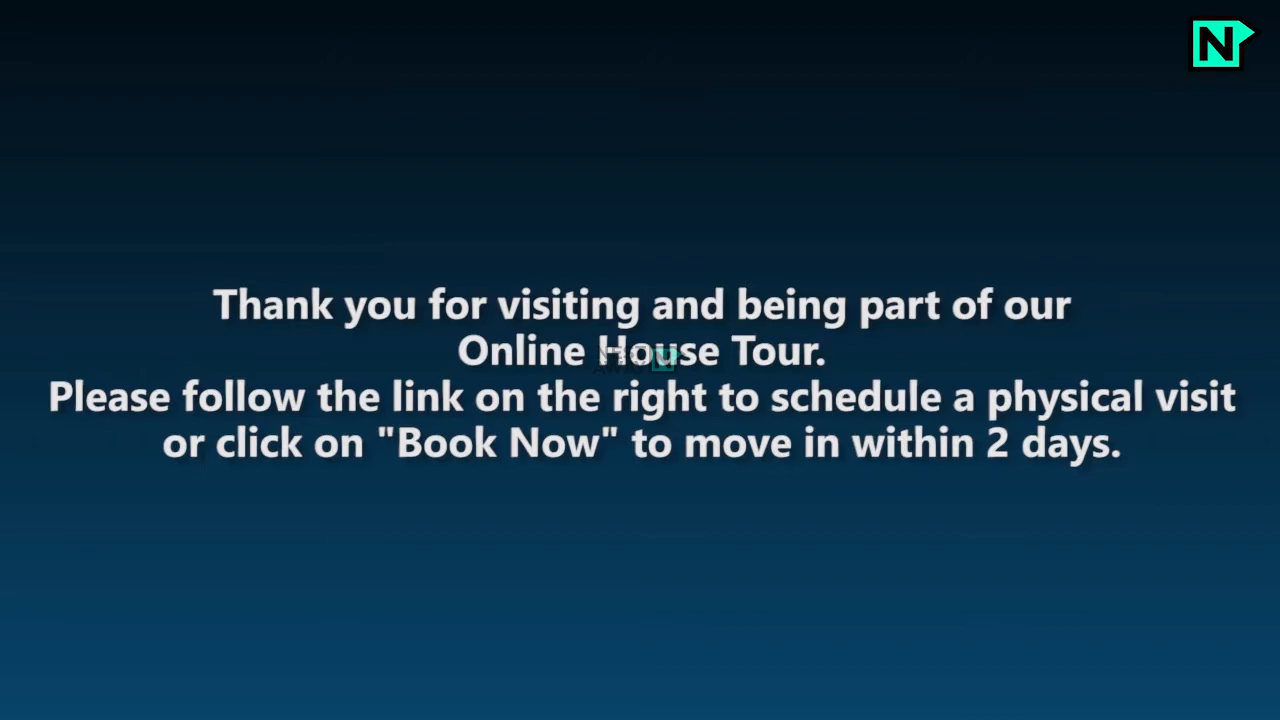 N
Thank you for visiting and being part of our
Online House Tour.
Please follow the link on the right to schedule a physical visit
or click on "Book Now" to move in within 2 days.